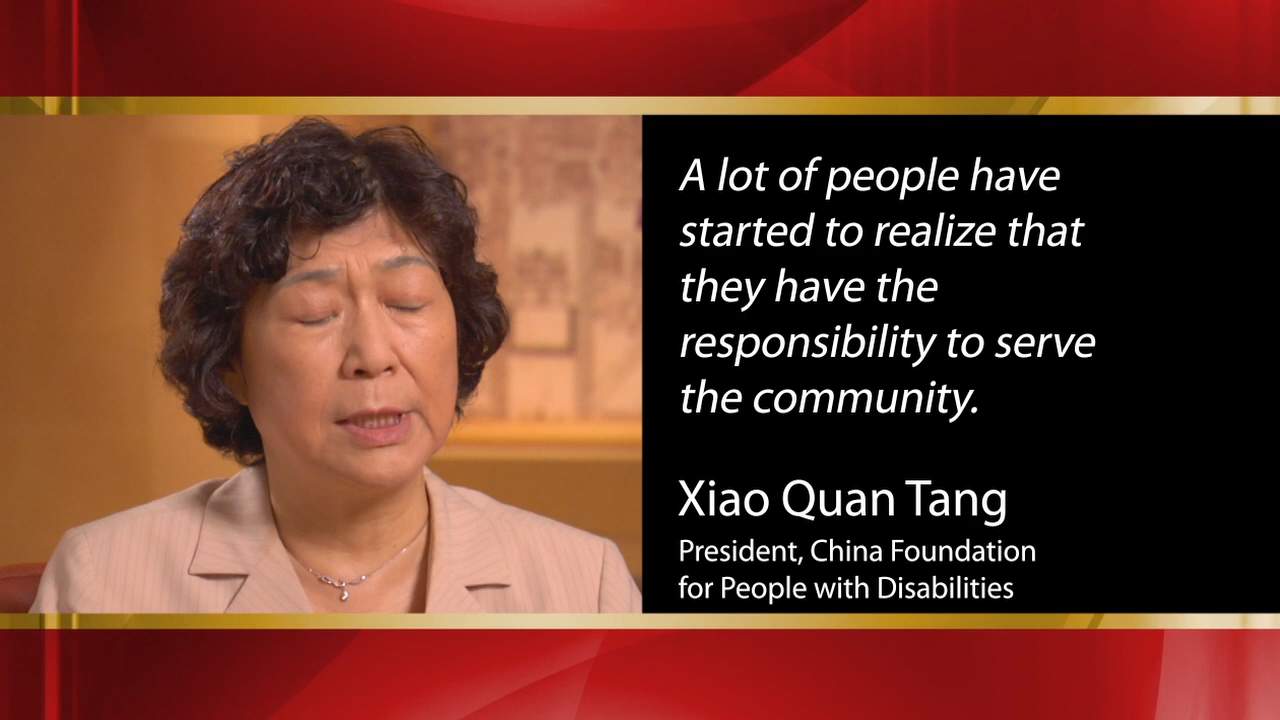 A lot of people have
started to realize that
they have the
responsibility to serve
the community.
Xiao Quan Tang
President, China Foundation
for People with Disabilities